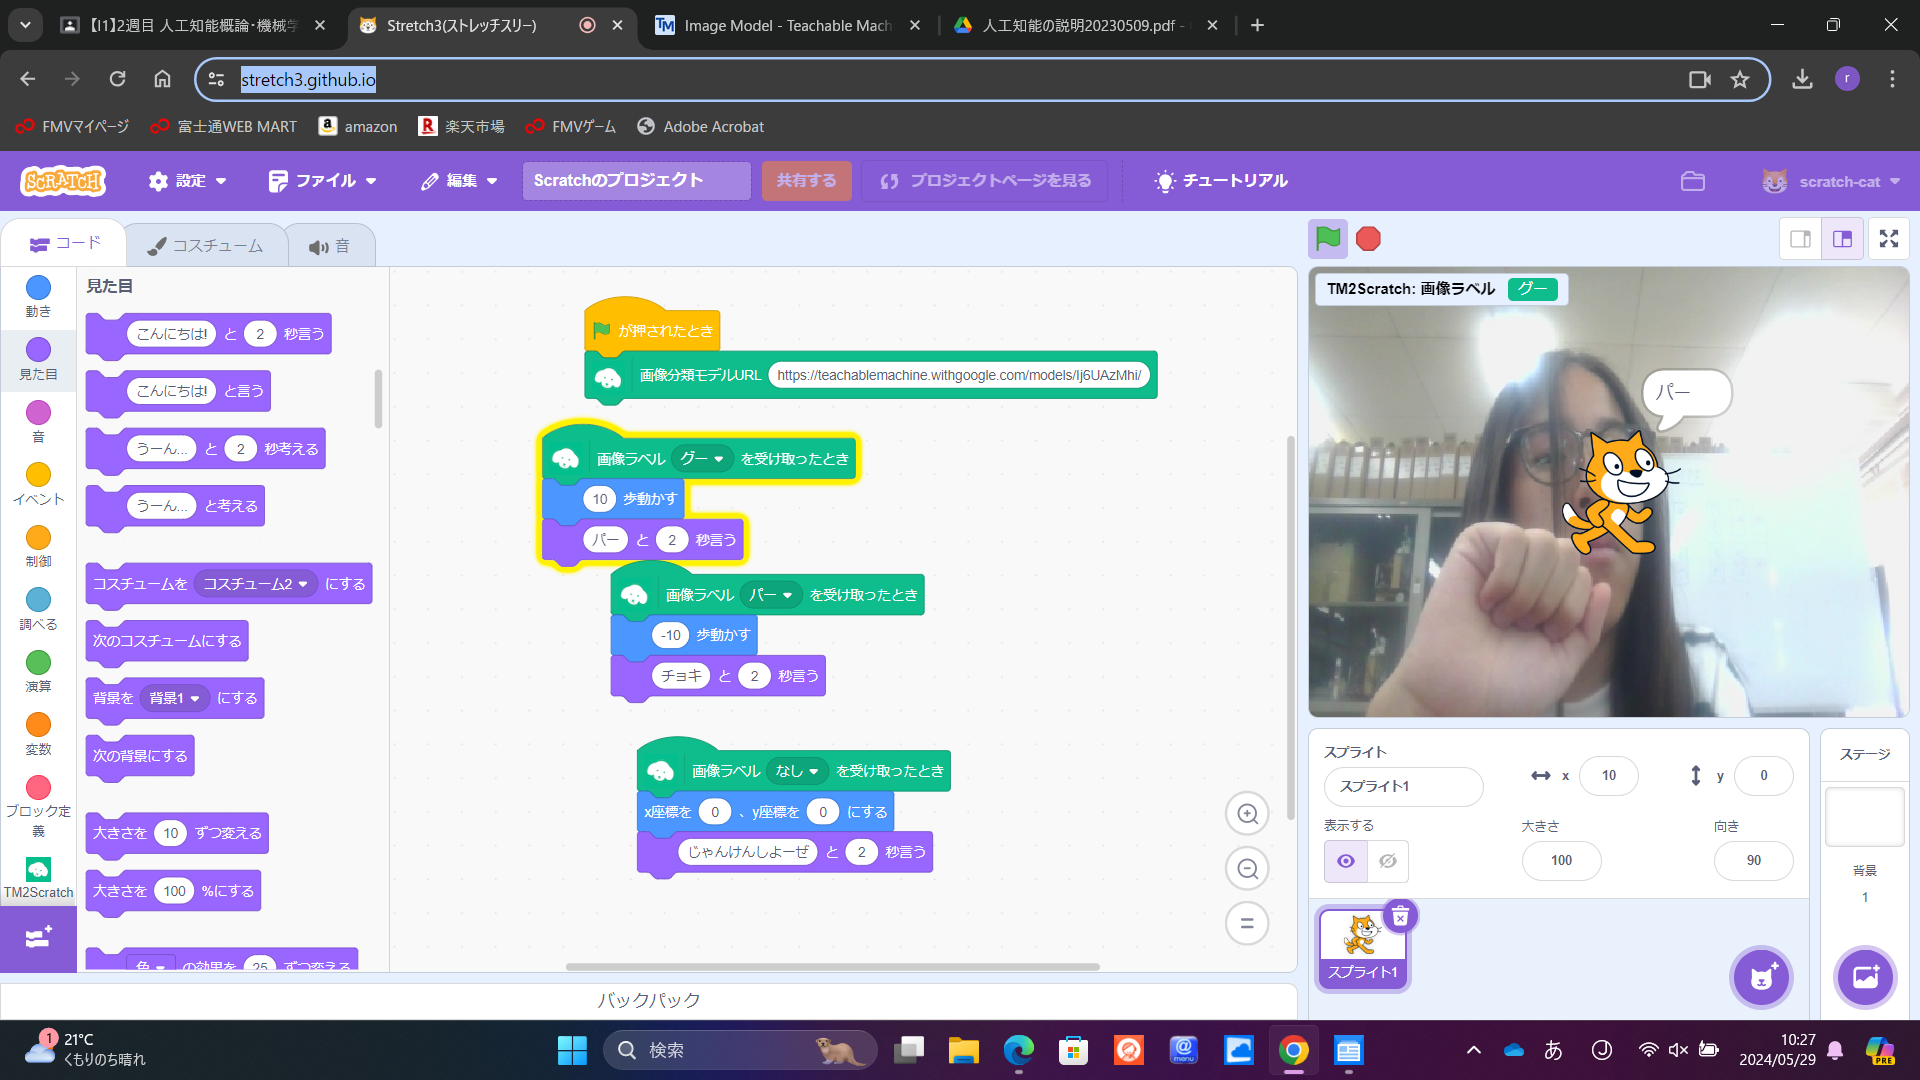 【I1】2週目 人工知能概論・機械学
Stretch3(ストレッチスリー)
Image Model - Teachable Mach
人工知能の説明20230509.pdf -
stretch3.github.io
r
FMVマイページ
富士通WEB MART
amazon
楽天市場
FMVゲーム
Adobe Acrobat
SCRATCH
設定
ファイル
編集
Scratchのプロジェクト
共有する
プロジェクトページを見る
チュートリアル
scratch-cat
コード
コスチューム
音
動き
見た目
音
イベント
制御
調べる
演算
変数
ブロック定
義
TM2Scratch
見た目
こんにちは! と 2 秒言う
こんにちは! と言う
うーん... と 2 秒考える
うーん... と考える
コスチュームを コスチューム2 にする
次のコスチュームにする
背景を 背景1 にする
次の背景にする
大きさを 10 ずつ変える
大きさを 100 %にする
色 の効果を 25 ずつ変える
が押されたとき
画像分類モデルURL https://teachablemachine.withgoogle.com/models/Ij6UAzMhi/
画像ラベル グー を受け取ったとき
10 歩動かす
パー と 2 秒言う
画像ラベル パー を受け取ったとき
-10 歩動かす
チョキ と 2 秒言う
画像ラベル なし を受け取ったとき
x座標を 0 、y座標を 0 にする
じゃんけんしよーぜ と 2 秒言う
TM2Scratch: 画像ラベル グー
パー
スプライト
スプライト1
x 10
y 0
表示する
大きさ
100
向き
90
スプライト1
ステージ
背景
1
バックパック
1
21°C
くもりのち晴れ
検索
@
menu
あ
J
10:27
2024/05/29
PRE